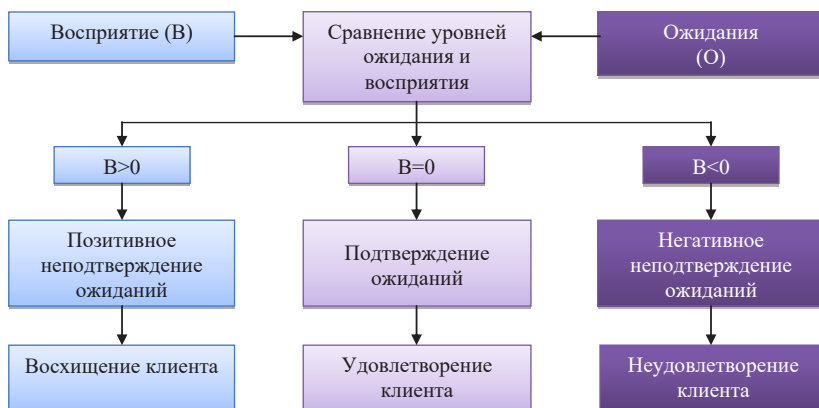 Восприятие (В)
Сравнение уровней
ожидания и
восприятия
Ожидания
(О)
В>0
В=0
В<0
Позитивное
неподтверждение
ожиданий
Подтверждение
ожиданий
Негативное
неподтверждение
ожиданий
Восхищение клиента
Удовлетворение
клиента
Неудовлетворение
клиента